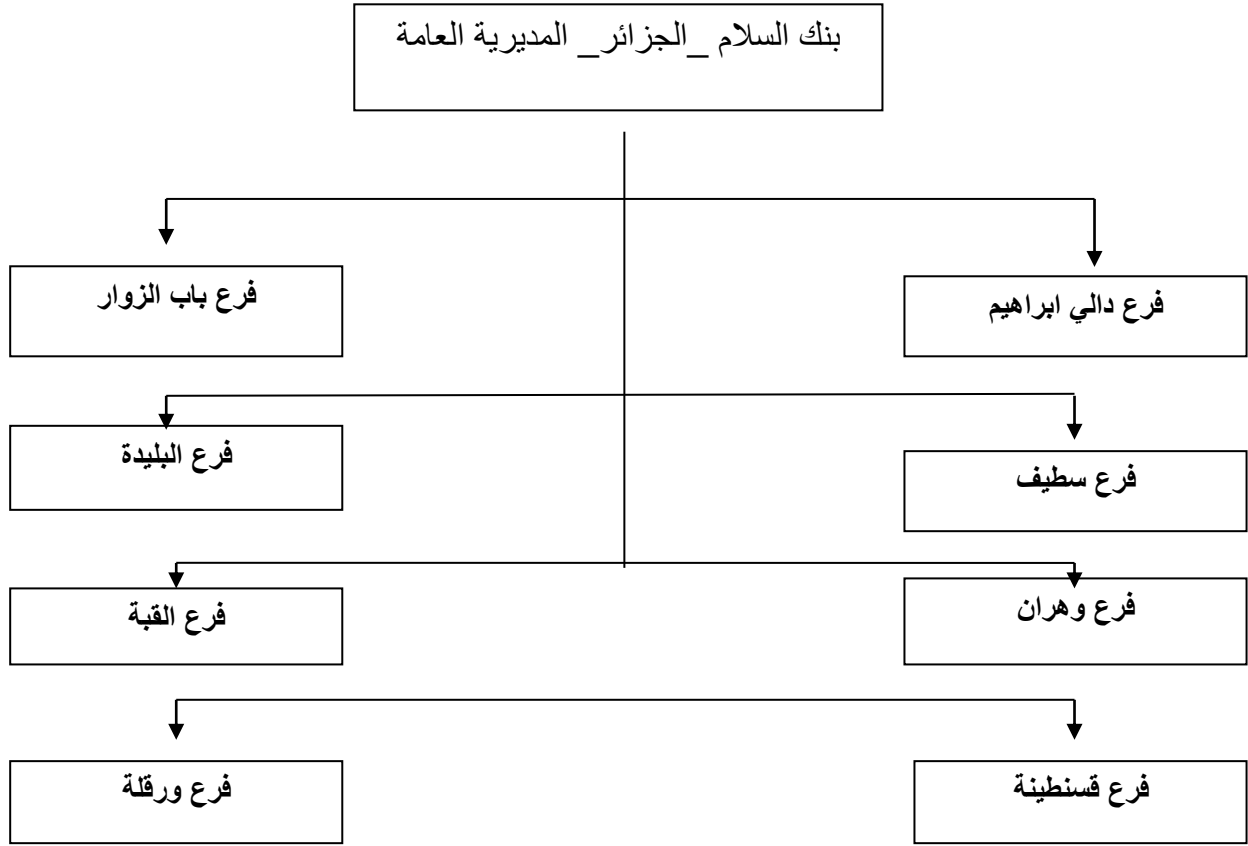 بنك السلام _الجزائر_ المديرية العامة
فرع دالي ابراهيم
فرع باب الزوار
فرع سطيف
فرع البليدة
فرع وهران
فرع القبة
فرع قسنطينة
فرع ورقلة